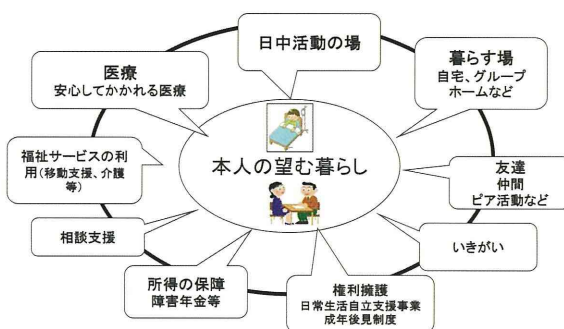 日中活動の場
暮らす場
自宅、グループ
ホームなど
医療
安心してかかれる医療
福祉サービスの利
用(移動支援、介護
等)
本人の望む暮らし
友達
仲間
ピア活動など
相談支援
いきがい
所得の保障
障害年金等
権利擁護
日常生活自立支援事業
成年後見制度